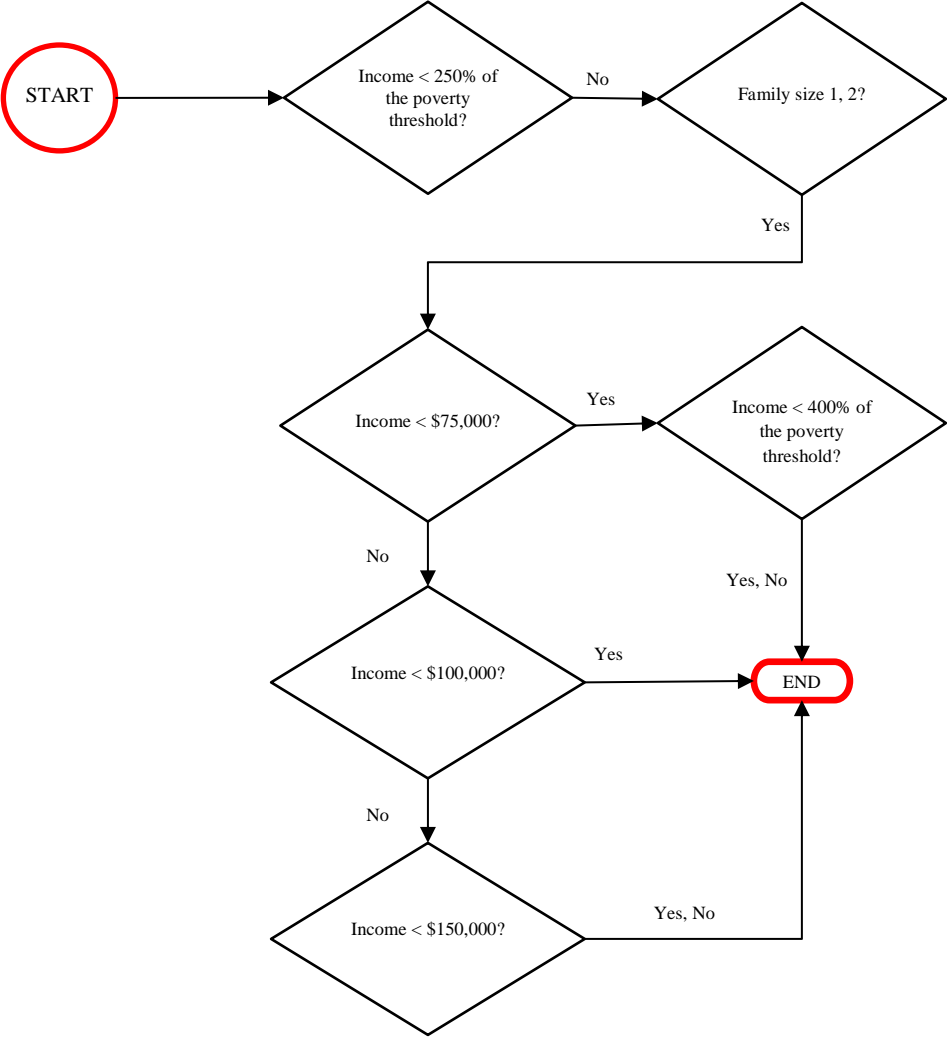 START
Income < 250% of
the poverty
threshold?
No
Family size 1, 2?
Yes
Income < $75,000?
Yes
Income < 400% of
the poverty
threshold?
No
Yes, No
Income < $100,000?
Yes
END
No
Income < $150,000?
Yes, No